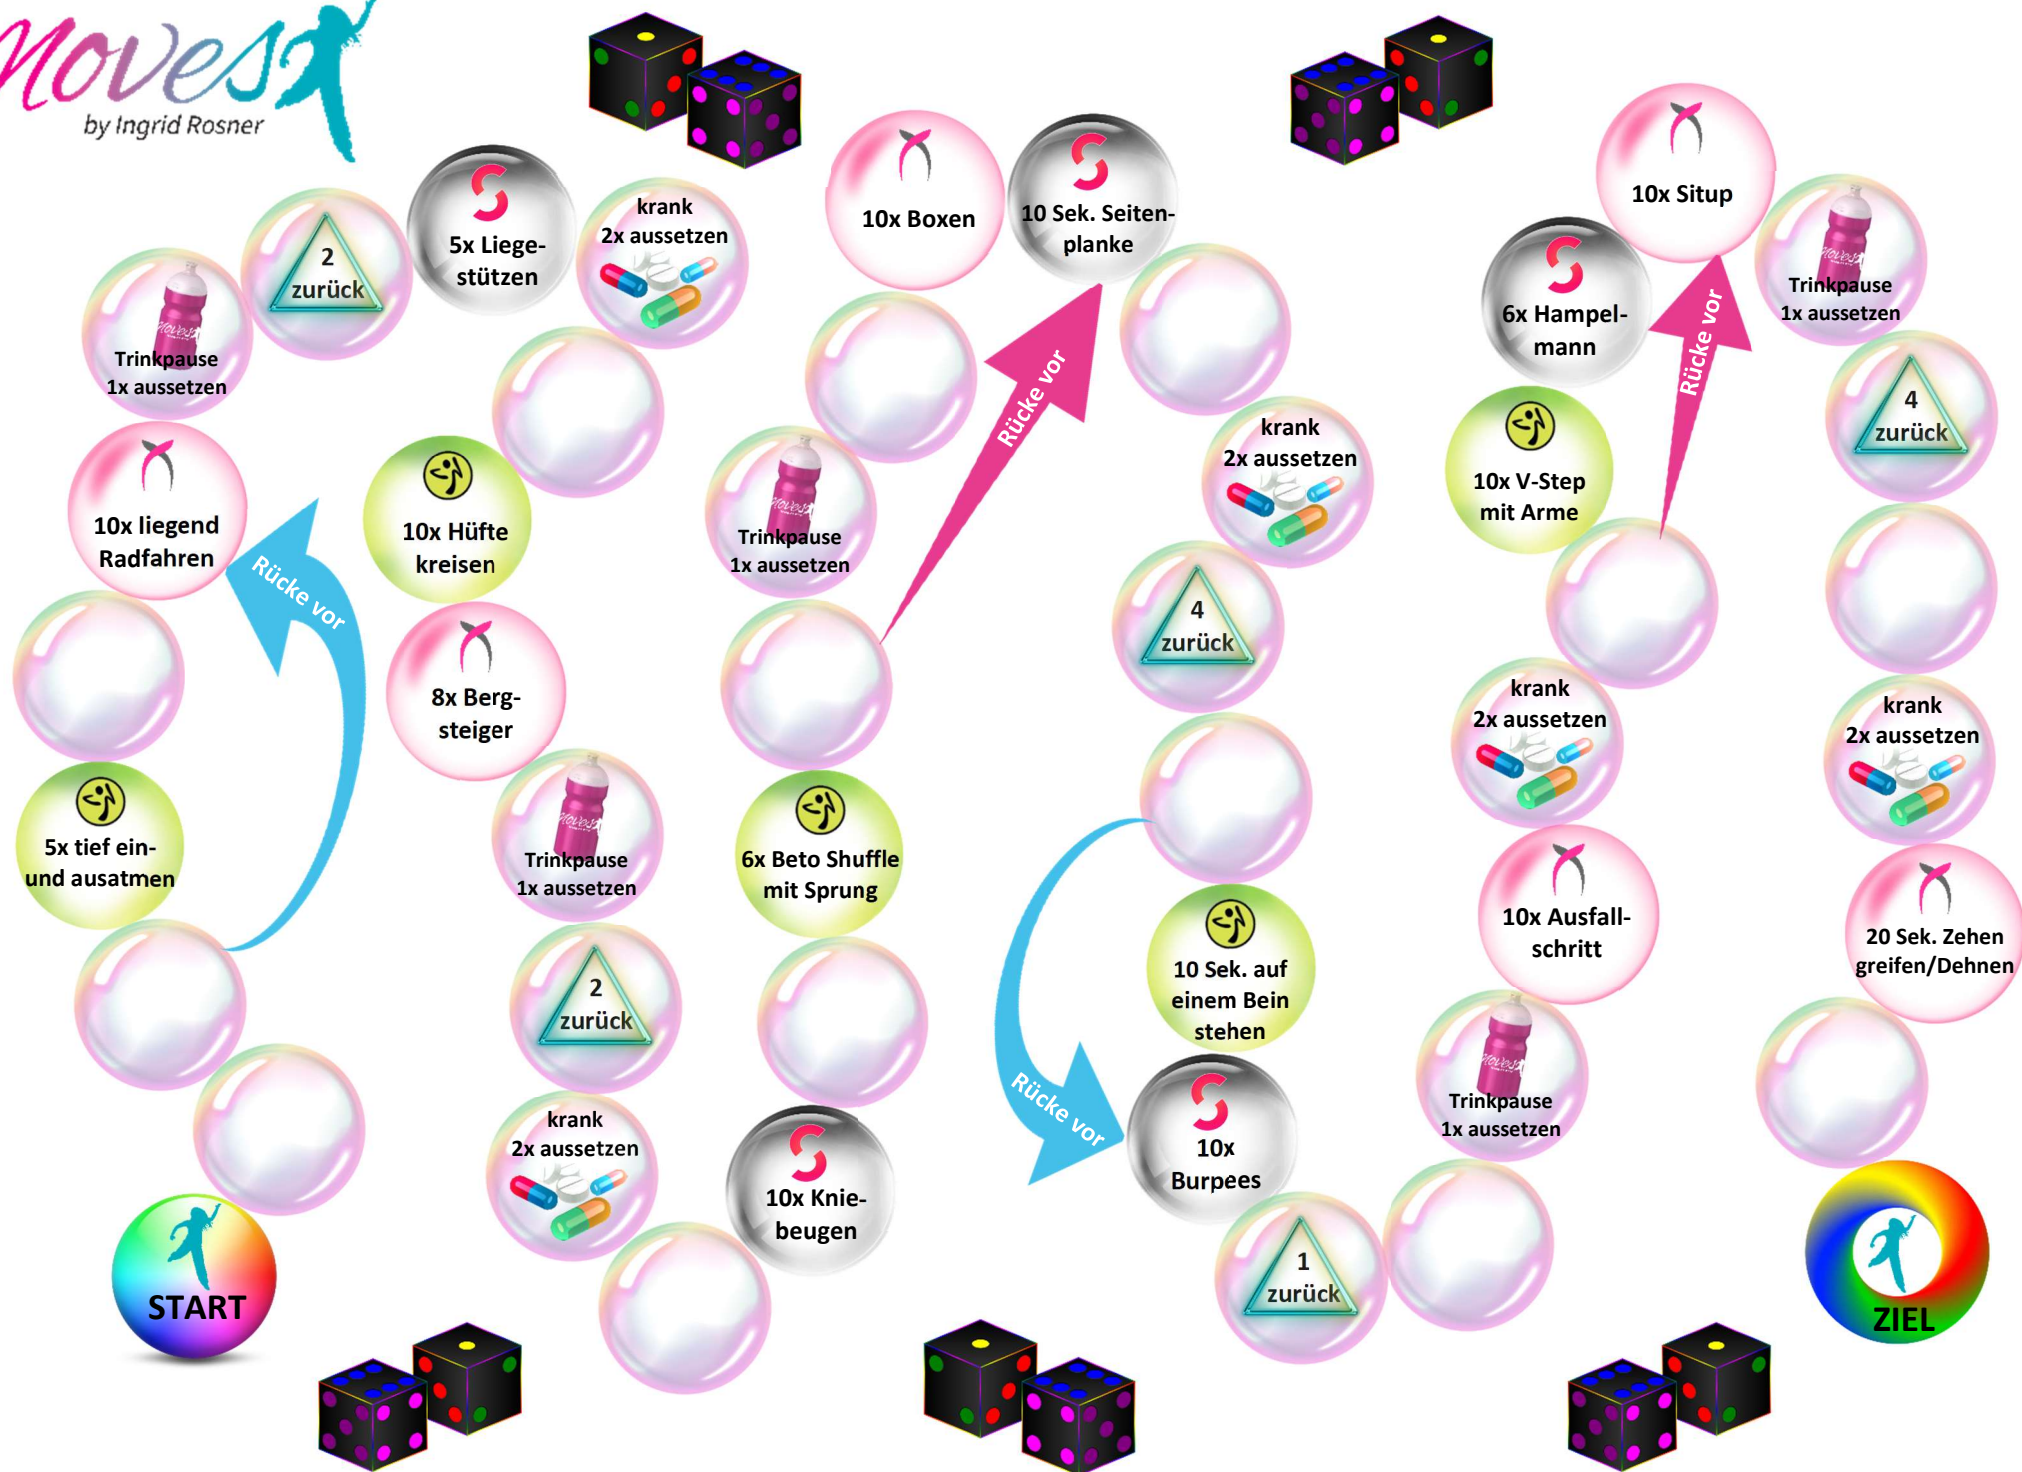 Moves
by Ingrid Rosner
START
5x tief ein-
und ausatmen
Rücke vor
10x liegend
Radfahren
Trinkpause
1x aussetzen
2
zurück
5x Liege-
stützen
krank
2x aussetzen
10x Hüfte
kreisen
8x Berg-
steiger
Trinkpause
1x aussetzen
2
zurück
krank
2x aussetzen
10x Knie-
beugen
6x Beto Shuffle
mit Sprung
Rücke vor
Trinkpause
1x aussetzen
10x Boxen
10 Sek. Seiten-
planke
krank
2x aussetzen
4
zurück
Rücke vor
10 Sek. auf
einem Bein
stehen
10x
Burpees
1
zurück
Trinkpause
1x aussetzen
10x Ausfall-
schritt
krank
2x aussetzen
Rücke vor
10x V-Step
mit Arme
6x Hampel-
mann
10x Situp
Trinkpause
1x aussetzen
4
zurück
krank
2x aussetzen
20 Sek. Zehen
greifen/Dehnen
ZIEL